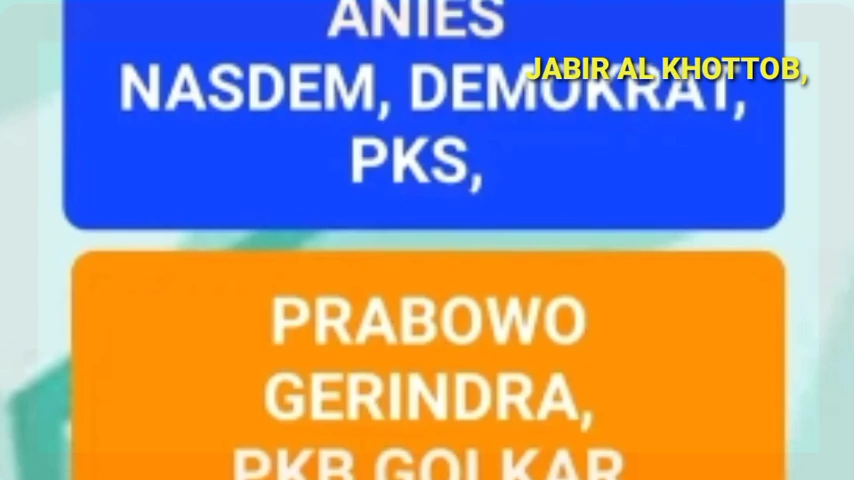 ANIES
JABIR AL KHOTTOB,
NASDEM, DEMOKRAT,
PKS,
PRABOWO
GERINDRA,
PKB GOLKAR